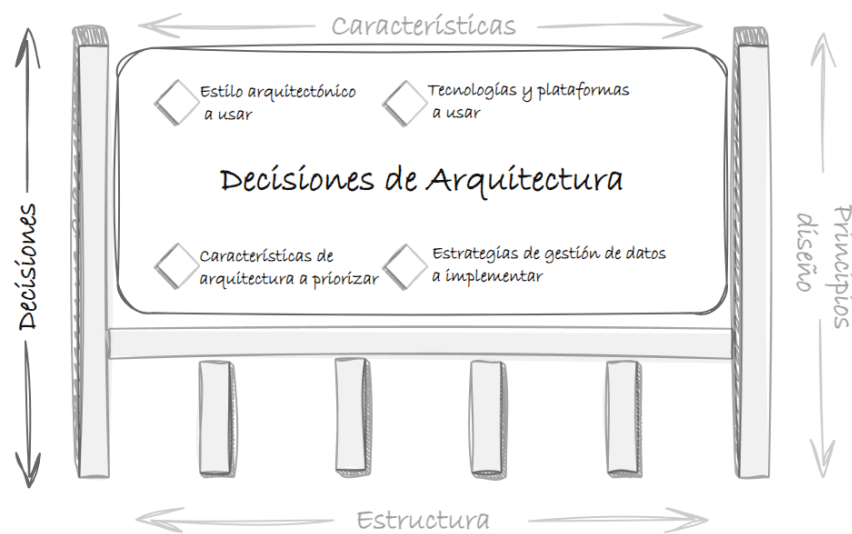 Características
Estilo arquitectónico
a usar
Tecnologías y plataformas
a usar
Decisiones de Arquitectura
Características de
arquitectura a priorizar
Estrategias de gestión de datos
a implementar
Decisiones
Principios
diseño
Estructura